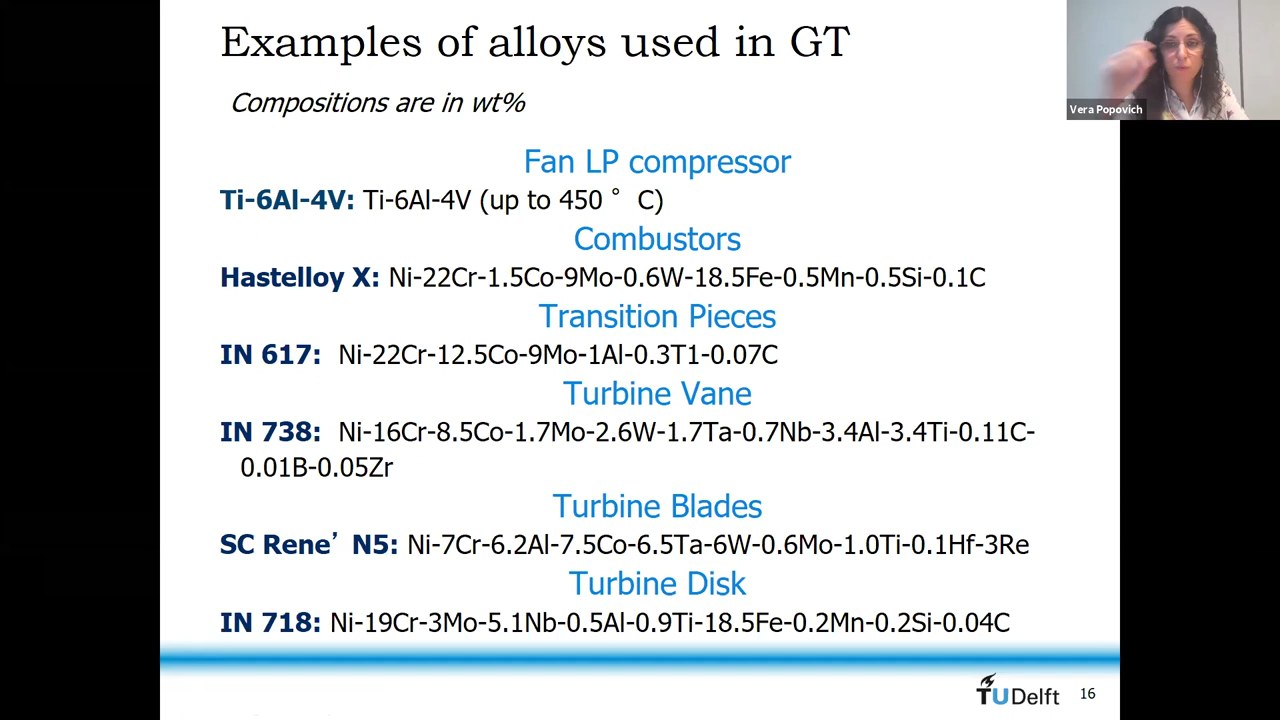 Examples of alloys used in GT
Compositions are in wt%
Vera Popovich
Fan LP compressor
Ti-6Al-4V: Ti-6Al-4V (up to 450 ° C)
Combustors
Hastelloy X: Ni-22Cr-1.5Co-9Mo-0.6W-18.5Fe-0.5Mn-0.5Si-0.1C
Transition Pieces
IN 617: Ni-22Cr-12.5Co-9Mo-1Al-0.3T1-0.07C
Turbine Vane
IN 738: Ni-16Cr-8.5Co-1.7Mo-2.6W-1.7Ta-0.7Nb-3.4Al-3.4Ti-0.11C-
0.01B-0.05Zr
Turbine Blades
SC Rene’ N5: Ni-7Cr-6.2Al-7.5Co-6.5Ta-6W-0.6Mo-1.0Ti-0.1Hf-3Re
Turbine Disk
IN 718: Ni-19Cr-3Mo-5.1Nb-0.5Al-0.9Ti-18.5Fe-0.2Mn-0.2Si-0.04C
TUDelft
16